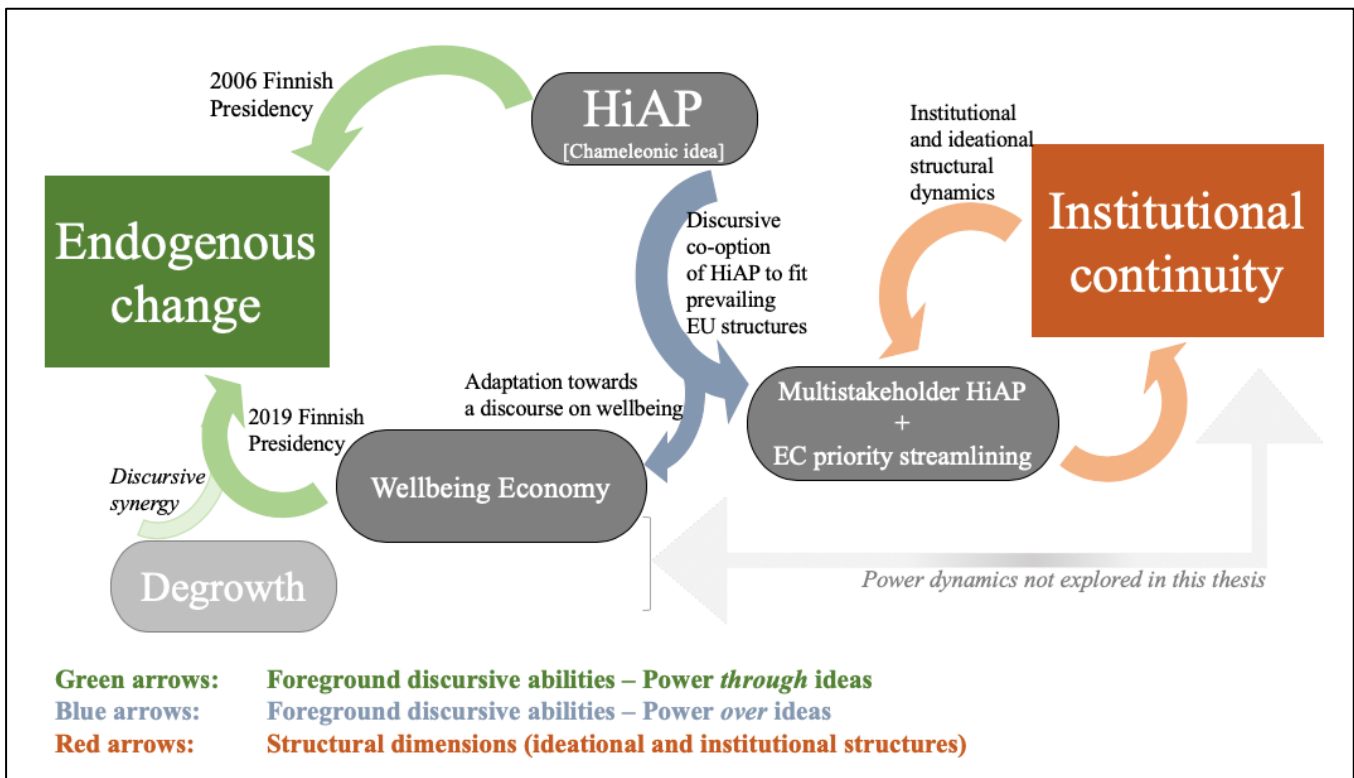 2006 Finnish
Presidency
HiAP
[Chameleonic idea]
Institutional
and ideational
structural
dynamics
Endogenous
change
Discursive
co-option
of HiAP to fit
prevailing
EU structures
Institutional
continuity
Adaptation towards
a discourse on wellbeing
Multistakeholder HiAP
+
EC priority streamlining
2019 Finnish
Presidency
Discursive
synergy
Wellbeing Economy
Degrowth
Power dynamics not explored in this thesis
Green arrows: Foreground discursive abilities – Power through ideas
Blue arrows: Foreground discursive abilities – Power over ideas
Red arrows: Structural dimensions (ideational and institutional structures)